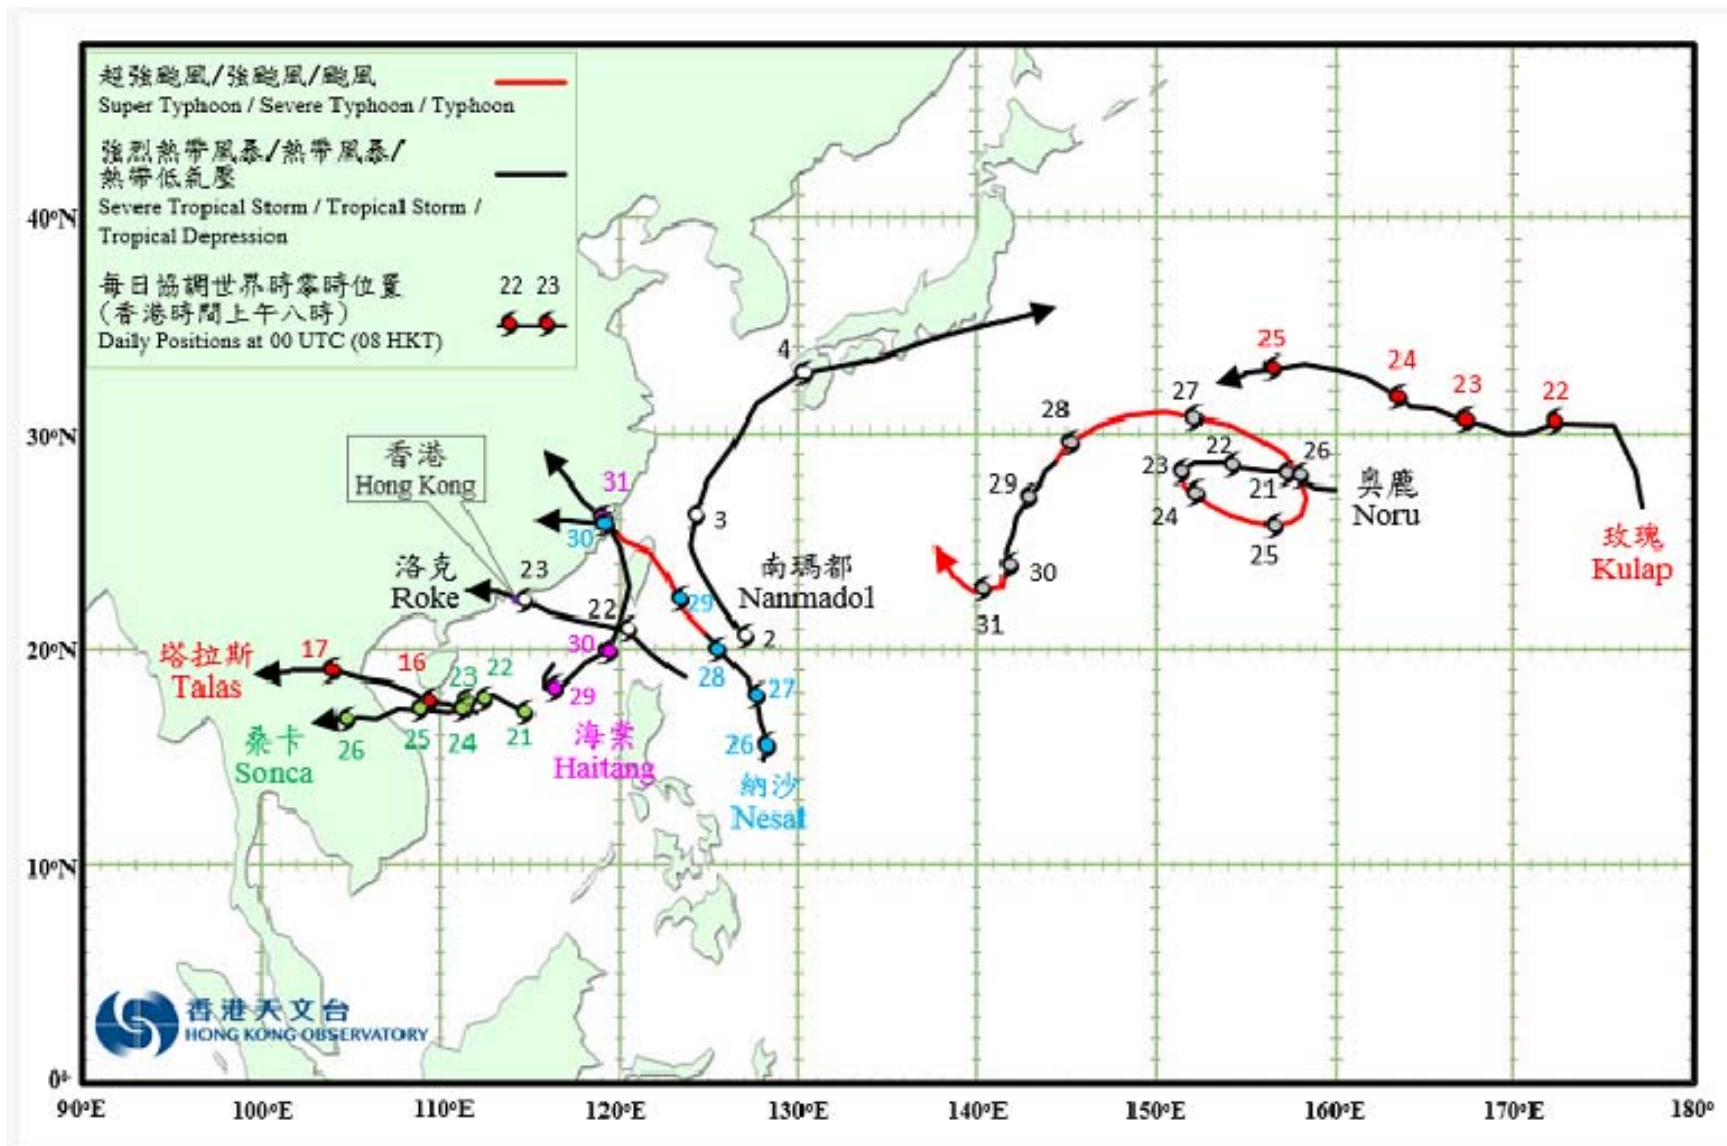 超強颱風/強颱風/颱風
Super Typhoon / Severe Typhoon / Typhoon
強烈熱帶風暴/熱帶風暴/
熱帶低氣壓
Severe Tropical Storm / Tropical Storm /
Tropical Depression
每日協調世界時零時位置
(香港時間上午八時)
Daily Positions at 00 UTC (08 HKT)
22 23
40°N
30°N
20°N
10°N
0°
90°E
100°E
110°E
120°E
130°E
140°E
150°E
160°E
170°E
180°
香港
Hong Kong
洛克
Roke
23
22
塔拉斯
Talas
17
16
桑卡
Sonca
26
25
24
23
22
21
海棠
Haitang
29
30
31
納沙
Nesat
26
27
28
29
30
南瑪都
Nanmadol
2
3
4
奧鹿
Noru
21
22
23
24
25
26
27
28
29
30
31
玫瑰
Kulap
22
23
24
25
香港天文台
HONG KONG OBSERVATORY